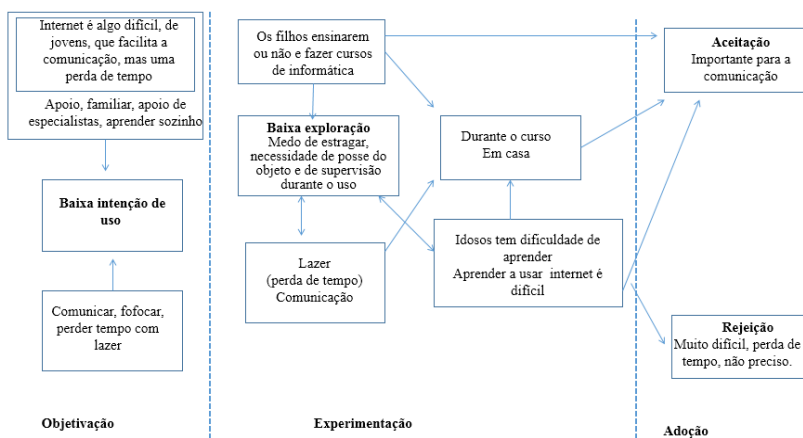 Internet é algo difícil, de
jovens, que facilita a
comunicação, mas uma
perda de tempo
Apoio, familiar, apoio de
especialistas, aprender sozinho
Baixa intenção de
uso
Comunicar, fofocar,
perder tempo com
lazer
Objetivação
Os filhos ensinarem
ou não e fazer cursos
de informática
Baixa exploração
Medo de estragar,
necessidade de posse do
objeto e de supervisão
durante o uso
Lazer
(perda de tempo)
Comunicação
Durante o curso
Em casa
Idosos tem dificuldade de
aprender
Aprender a usar internet é
difícil
Experimentação
Aceitação
Importante para a
comunicação
Rejeição
Muito difícil, perda de
tempo, não preciso.
Adoção